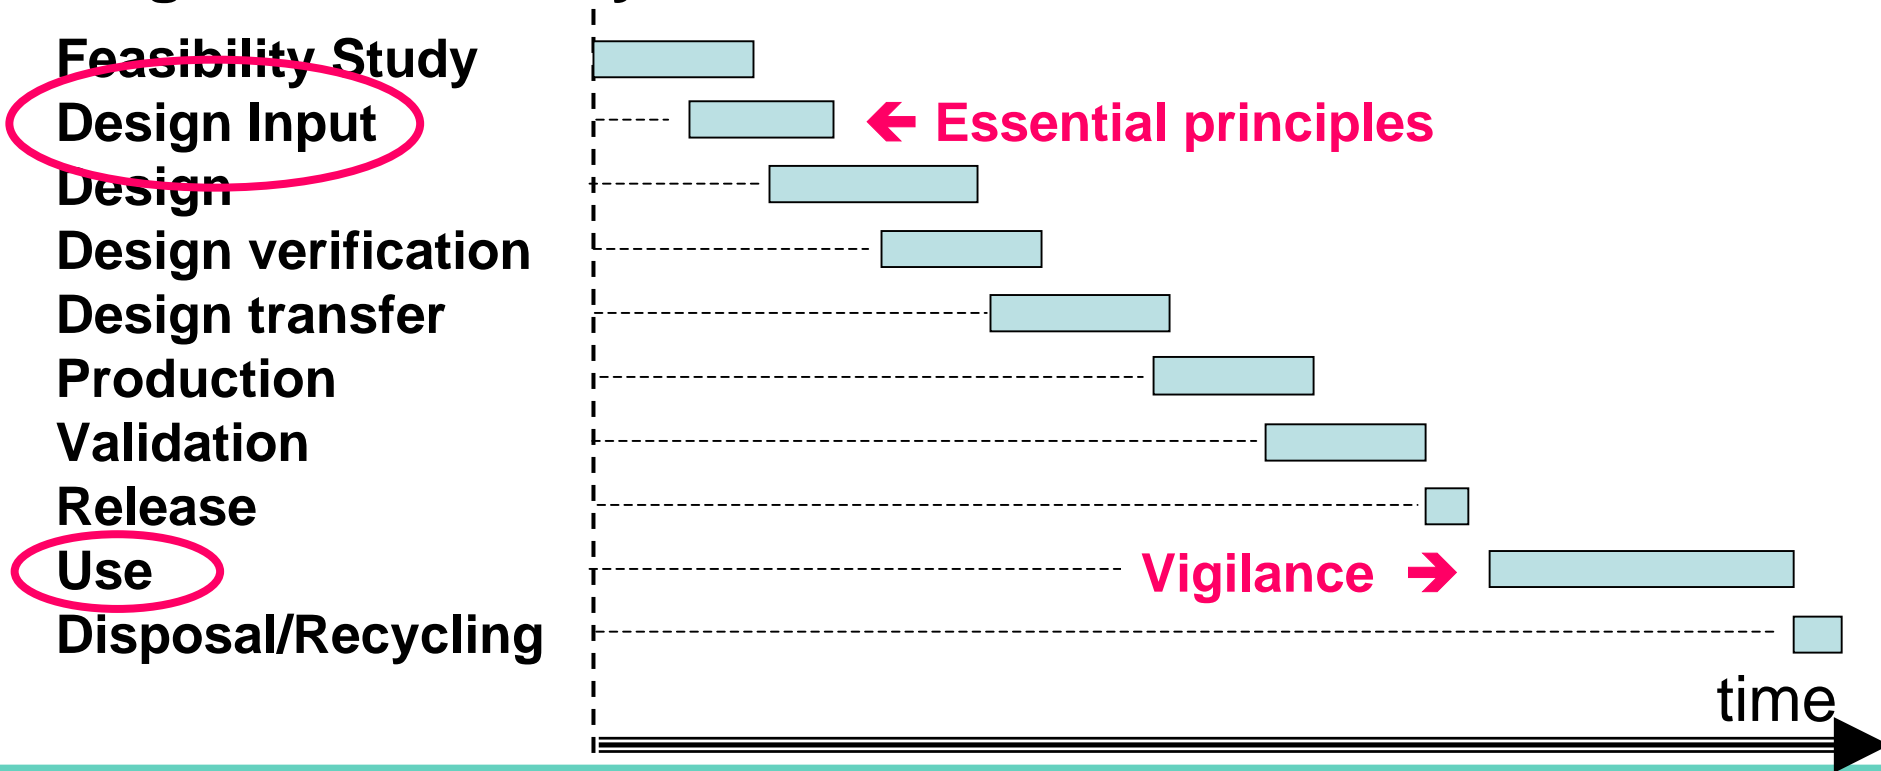 Feasibility Study
Design Input
🡸 Essential principles
Design
Design verification
Design transfer
Production
Validation
Release
Use
Vigilance 🡺
Disposal/Recycling
time